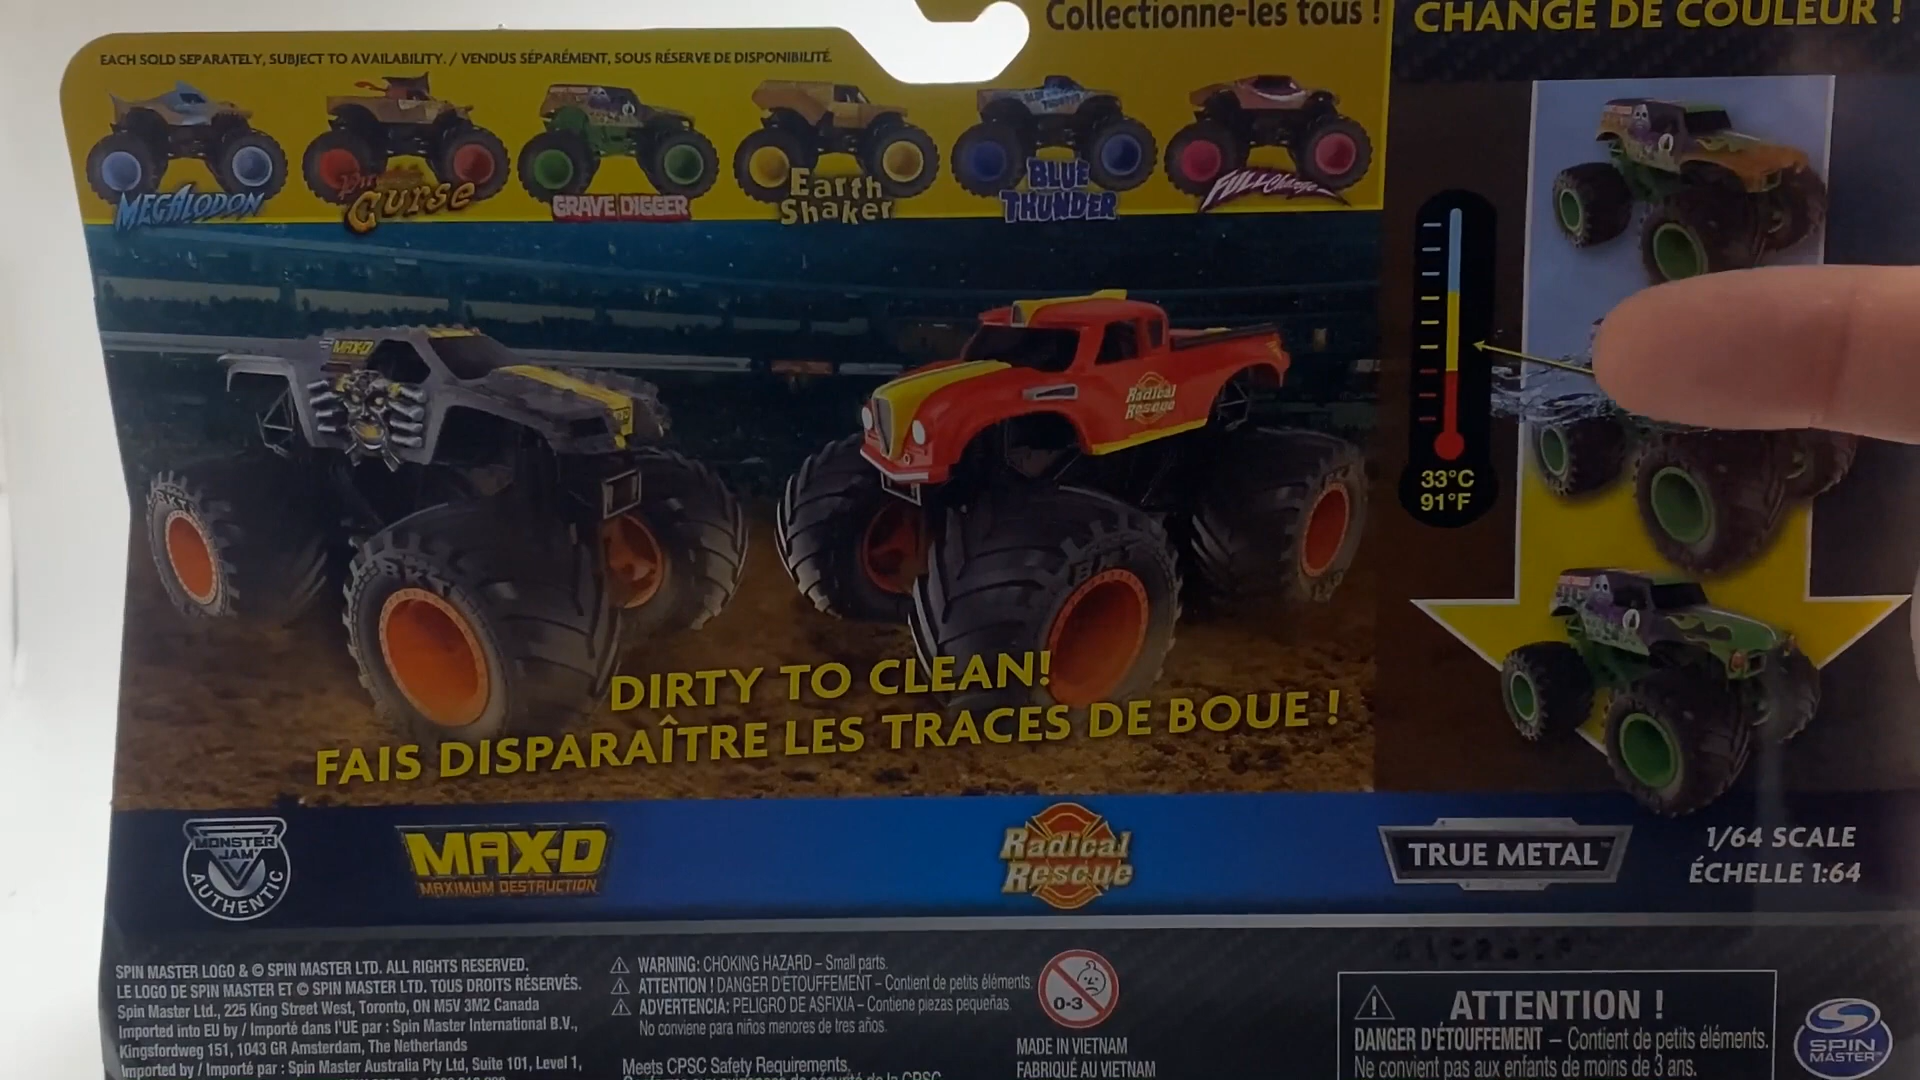 Collectionne-les tous !
CHANGE DE COULEUR !
EACH SOLD SEPARATELY, SUBJECT TO AVAILABILITY. / VENDUS SÉPARÉMENT, SOUS RÉSERVE DE DISPONIBILITÉ.
MEGALODON
Curse
GRAVE DIGGER
Earth
Shaker
BLUE
THUNDER
FULL Charge
MAX-D
Radical
Rescue
BKT
33°C
91°F
DIRTY TO CLEAN!
FAIS DISPARAÎTRE LES TRACES DE BOUE !
MONSTER
JAM
AUTHENTIC
MAX-D
MAXIMUM DESTRUCTION
Radical
Rescue
TRUE METAL™
1/64 SCALE
ÉCHELLE 1:64
SPIN MASTER LOGO & © SPIN MASTER LTD. ALL RIGHTS RESERVED.
LE LOGO DE SPIN MASTER ET © SPIN MASTER LTD. TOUS DROITS RÉSERVÉS.
Spin Master Ltd., 225 King Street West, Toronto, ON M5V 3M2 Canada
Imported into EU by / Importé dans l'UE par : Spin Master International B.V.,
Kingsfordweg 151, 1043 GR Amsterdam, The Netherlands
Imported by / Importé par : Spin Master Australia Pty Ltd, Suite 101, Level 1,
WARNING: CHOKING HAZARD – Small parts.
ATTENTION ! DANGER D'ÉTOUFFEMENT – Contient de petits éléments.
ADVERTENCIA: PELIGRO DE ASFIXIA – Contiene piezas pequeñas.
No conviene para niños menores de tres años.
Meets CPSC Safety Requirements.
0-3
MADE IN VIETNAM
FABRIQUÉ AU VIETNAM
ATTENTION !
DANGER D'ÉTOUFFEMENT – Contient de petits éléments.
Ne convient pas aux enfants de moins de 3 ans.
SPIN
MASTER